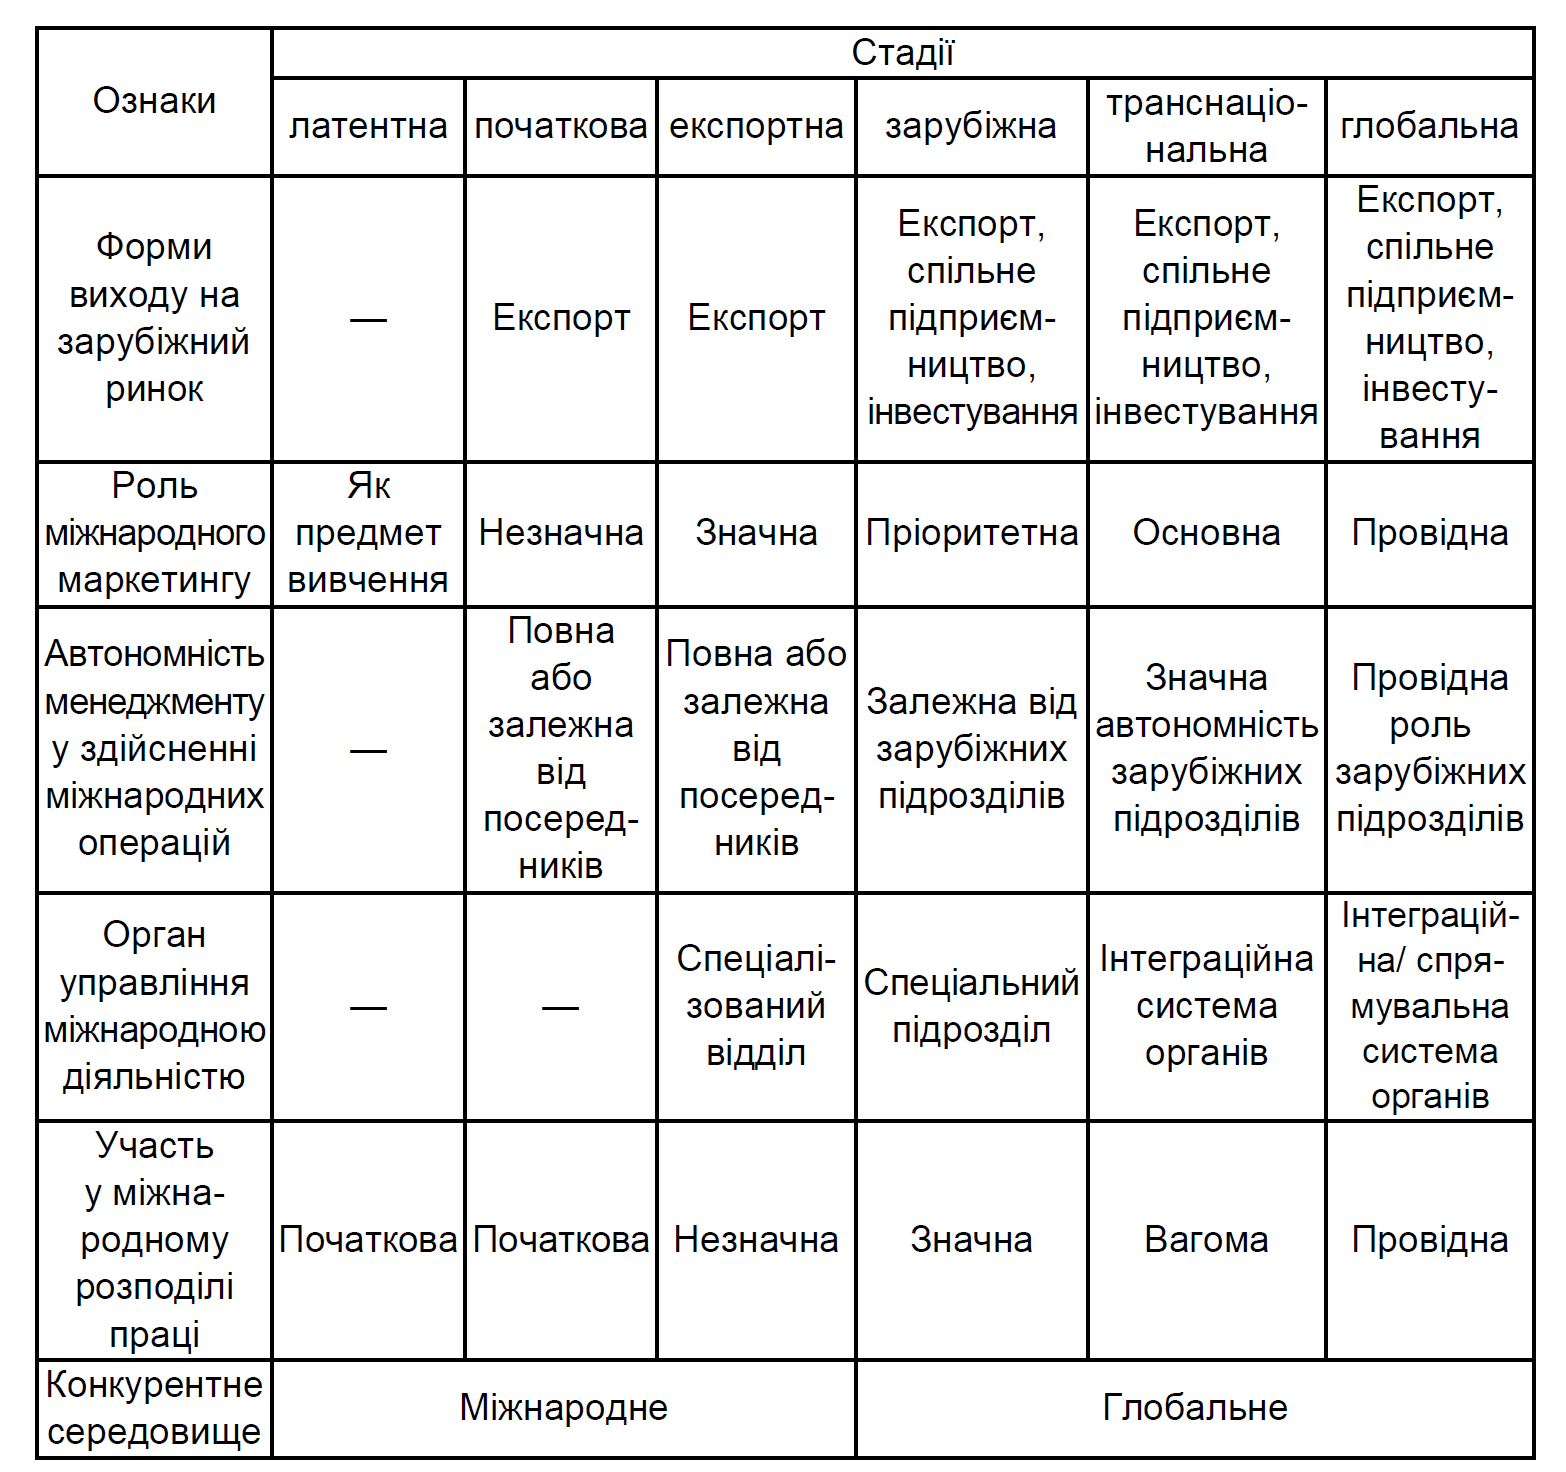 Ознаки
Стадії
латентна
початкова
експортна
зарубіжна
транснаціо-
нальна
глобальна
Форми
виходу на
зарубіжний
ринок
—
Експорт
Експорт
Експорт,
спільне
підприєм-
ництво,
інвестування
Експорт,
спільне
підприєм-
ництво,
інвестування
Експорт,
спільне
підприєм-
ництво,
інвесту-
вання
Роль
міжнародного
маркетингу
Як
предмет
вивчення
Незначна
Значна
Пріоритетна
Основна
Провідна
Автономність
менеджменту
у здійсненні
міжнародних
операцій
—
Повна
або
залежна
від
посеред-
ників
Повна або
залежна
від
посеред-
ників
Залежна від
зарубіжних
підрозділів
Значна
автономність
зарубіжних
підрозділів
Провідна
роль
зарубіжних
підрозділів
Орган
управління
міжнародною
діяльністю
—
—
Спеціалі-
зований
відділ
Спеціальний
підрозділ
Інтеграційна
система
органів
Інтеграцій-
на/ спря-
мувальна
система
органів
Участь
у міжна-
родному
розподілі
праці
Початкова
Початкова
Незначна
Значна
Вагома
Провідна
Конкурентне
середовище
Міжнародне
Глобальне